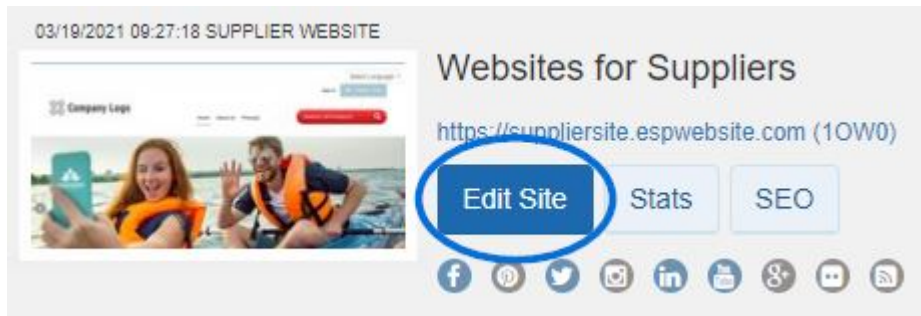 03/19/2021 09:27:18 SUPPLIER WEBSITE
Company Logo
Websites for Suppliers
https://suppliersite.espwebsite.com (1OW0)
Edit Site
Stats
SEO